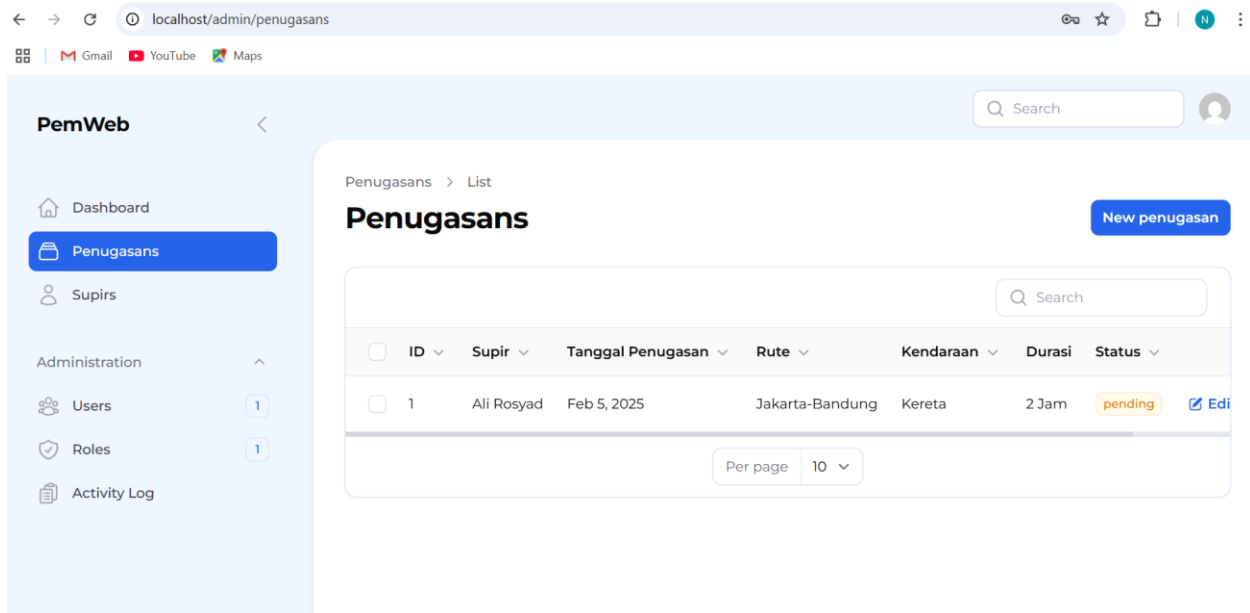 localhost/admin/penugasans
N
Gmail YouTube Maps
PemWeb
Search
Dashboard
Penugasans
Supirs
Administration
Users 1
Roles 1
Activity Log
Penugasans > List
Penugasans
New penugasan
Search
ID Supir Tanggal Penugasan Rute Kendaraan Durasi Status
1 Ali Rosyad Feb 5, 2025 Jakarta-Bandung Kereta 2 Jam pending Edi
Per page 10